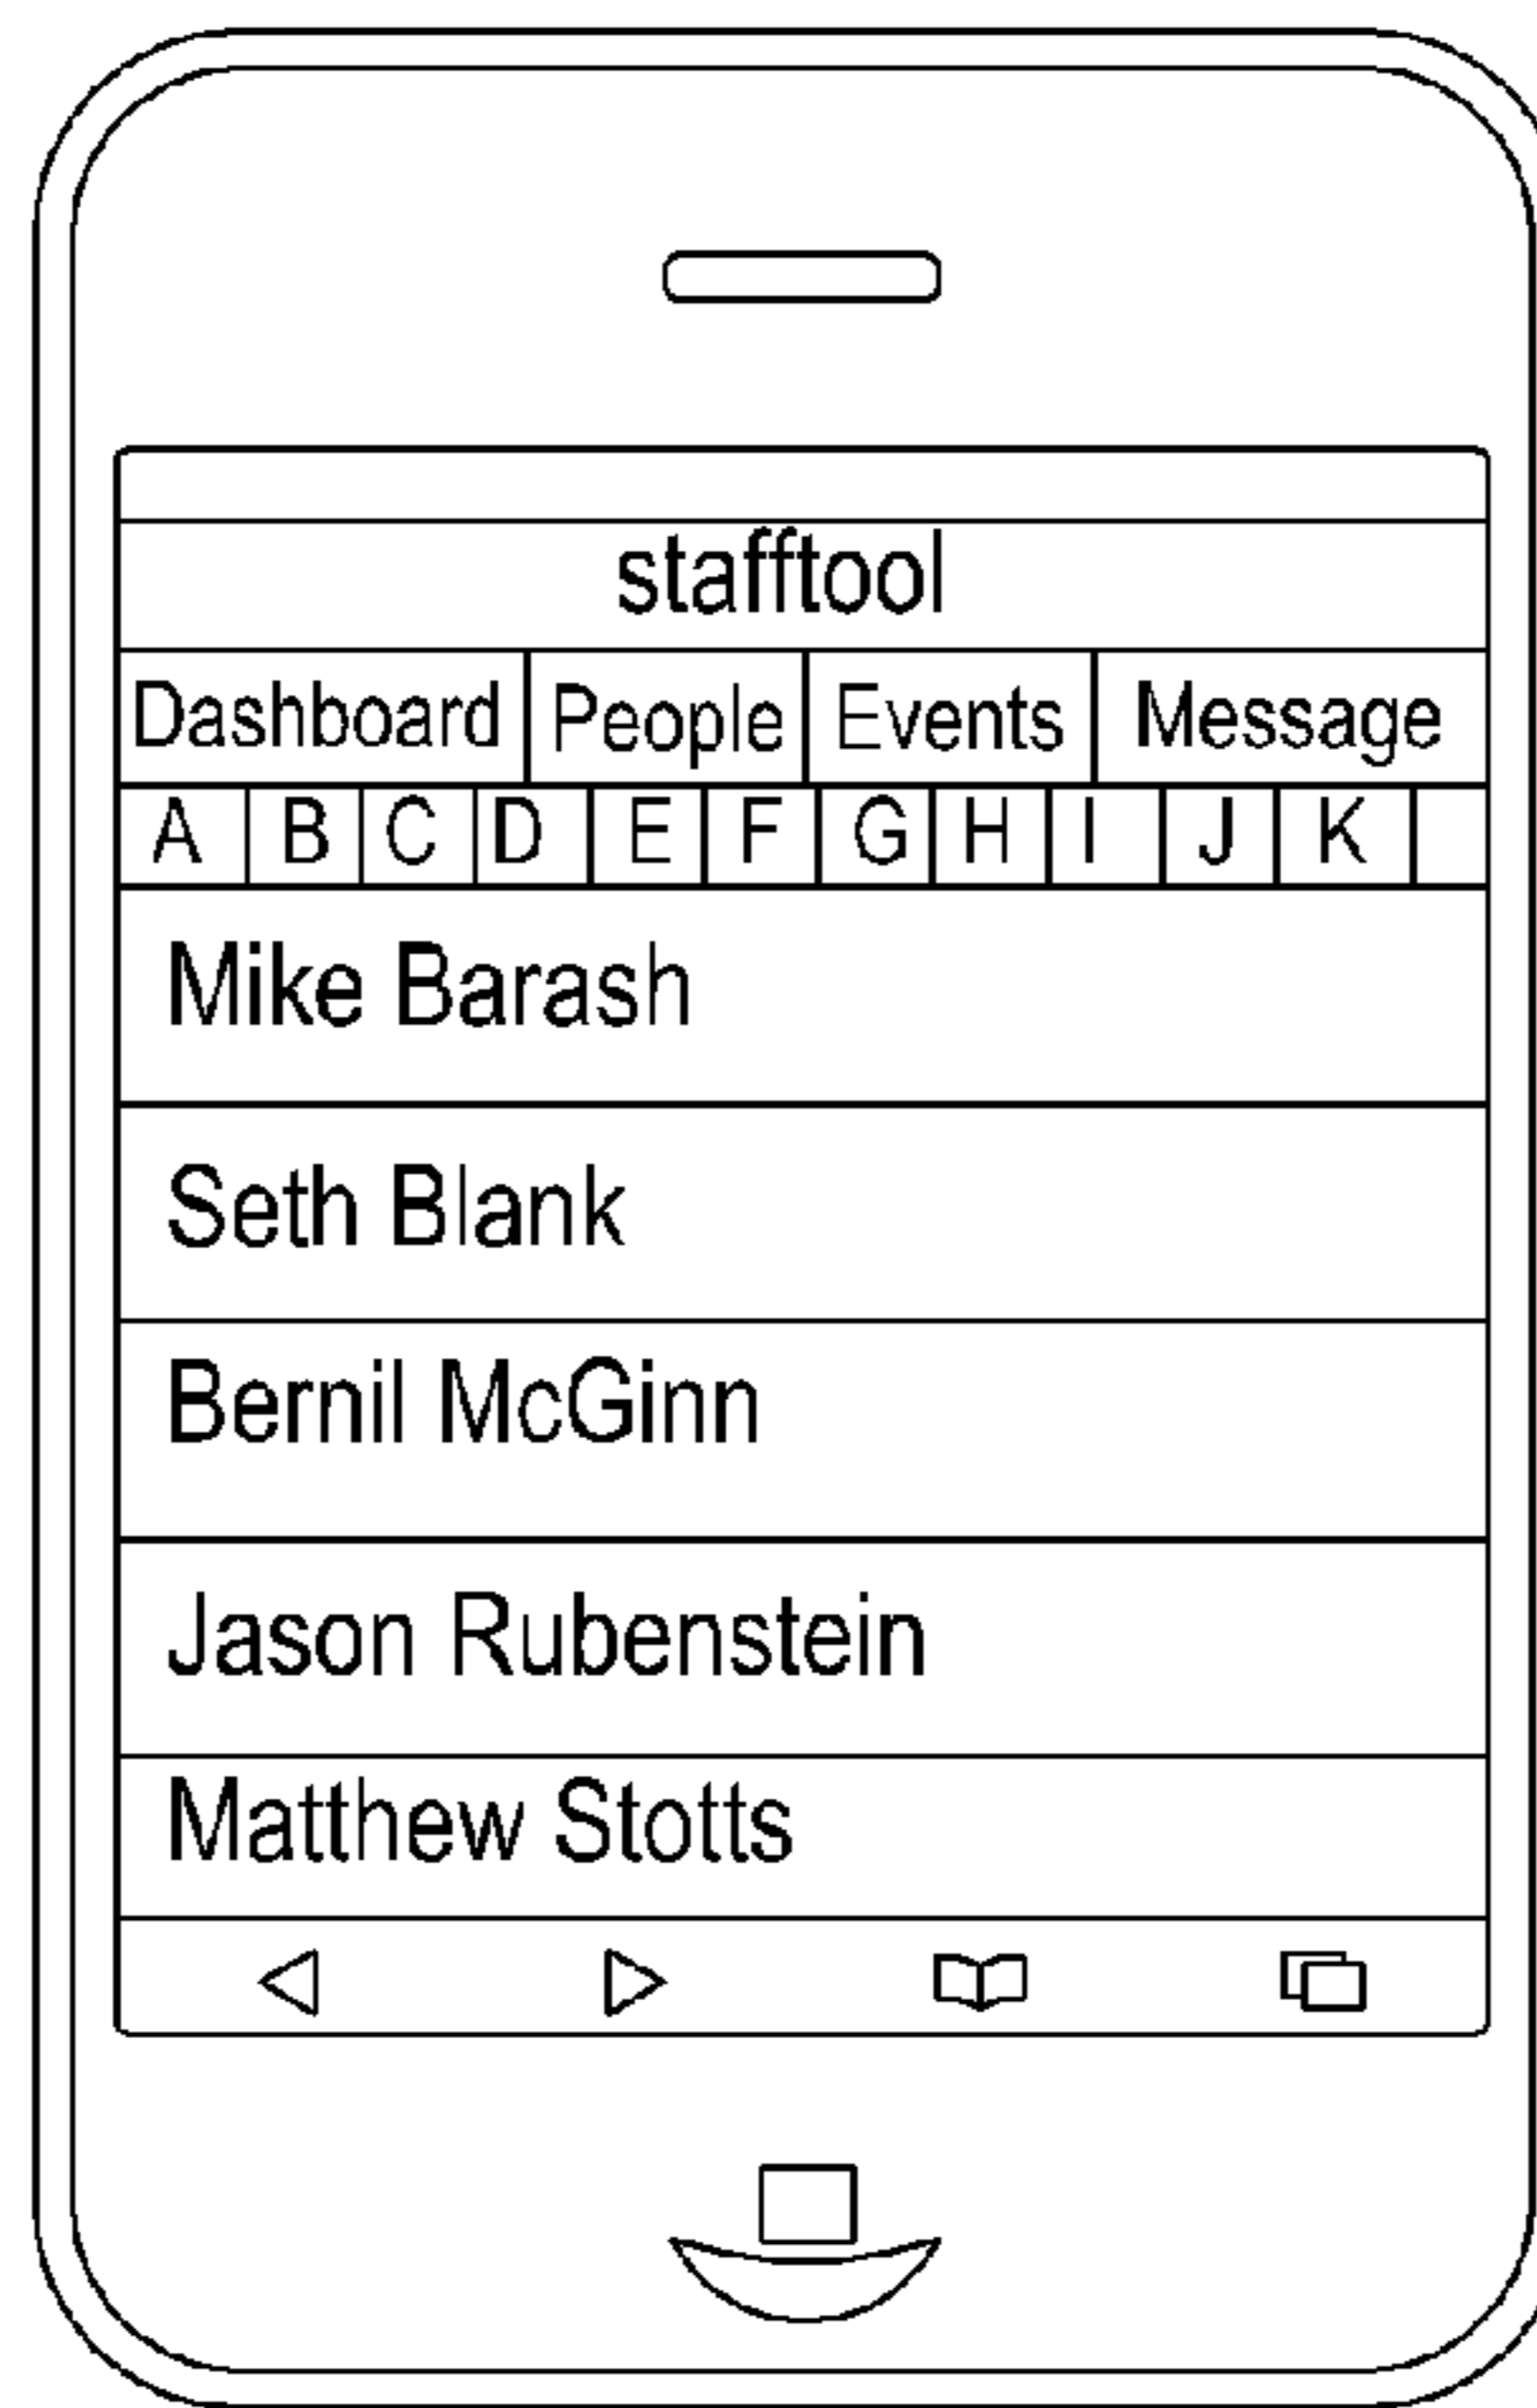 stafftool
Dashboard People Events Message
A B C D E F G H I J K
Mike Barash
Seth Blank
Bernil McGinn
Jason Rubenstein
Matthew Stotts